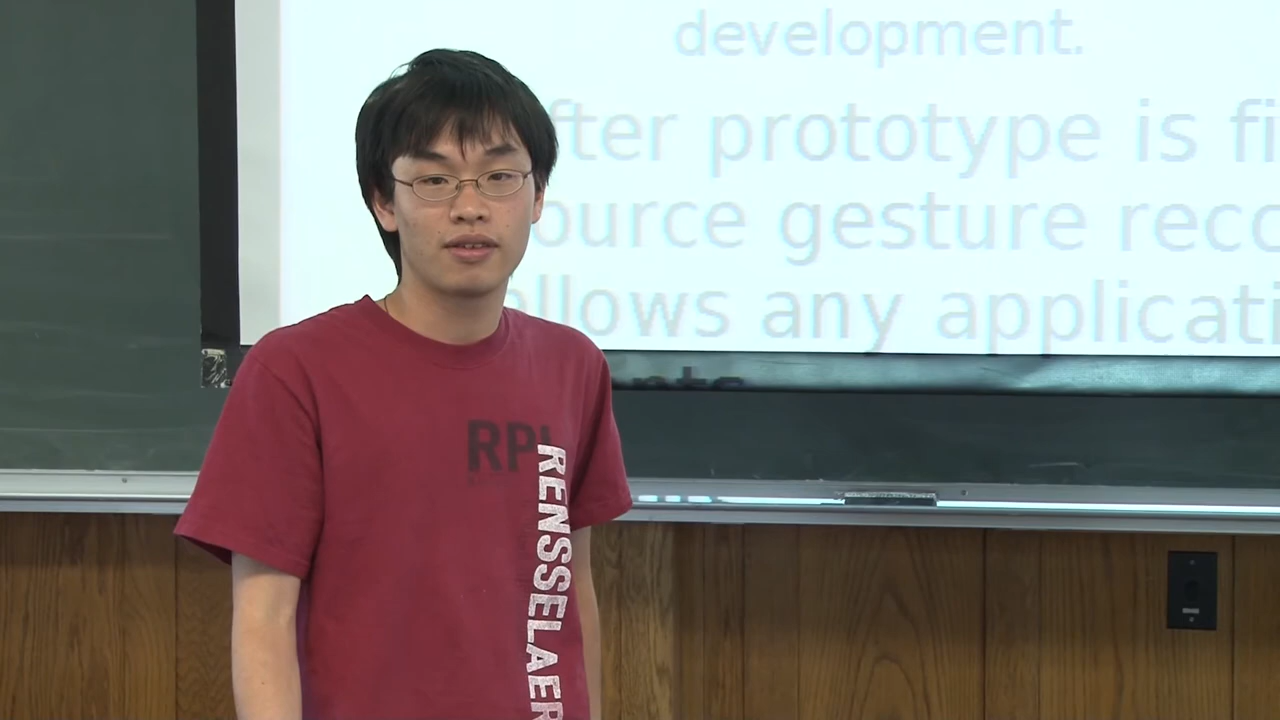 development.
fter prototype is fi
ource gesture reco
llows any applicati
RPI
RENSSELAER